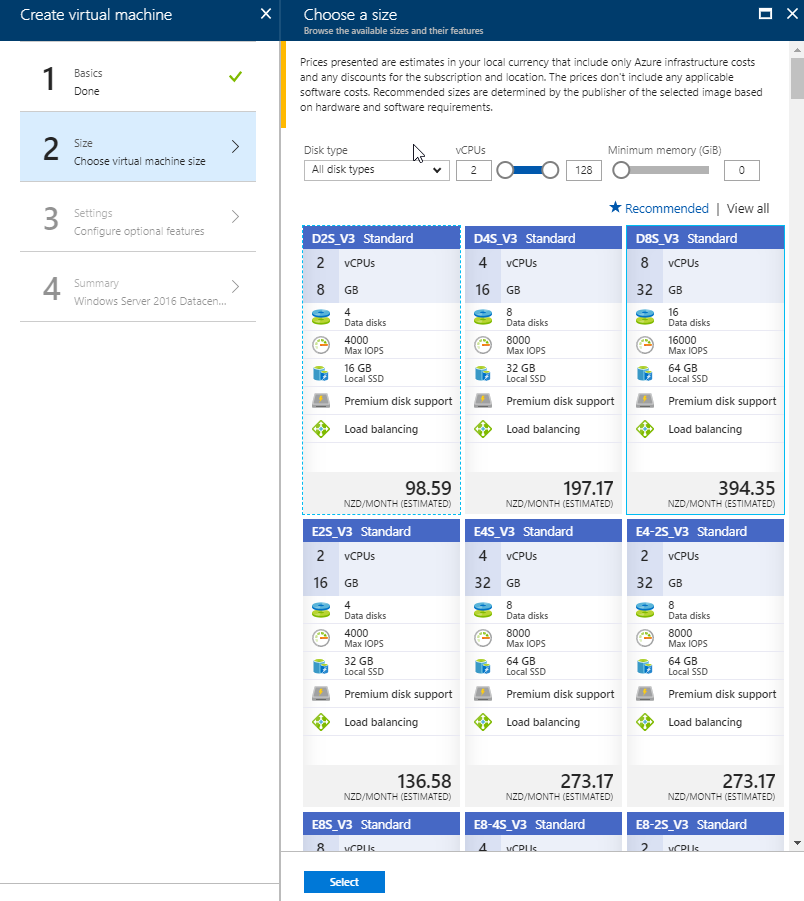 Create virtual machine
1
Basics
Done
2
Size
Choose virtual machine size
3
Settings
Configure optional features
4
Summary
Windows Server 2016 Datacen...
Choose a size
Browse the available sizes and their features
Prices presented are estimates in your local currency that include only Azure infrastructure costs
and any discounts for the subscription and location. The prices don't include any applicable
software costs. Recommended sizes are determined by the publisher of the selected image based
on hardware and software requirements.
Disk type vCPUs Minimum memory (GiB)
All disk types 2 128 0
Recommended | View all
D2S_V3 Standard
2 vCPUs
8 GB
4
Data disks
4000
Max IOPS
16 GB
Local SSD
Premium disk support
Load balancing
98.59
NZD/MONTH (ESTIMATED)
D4S_V3 Standard
4 vCPUs
16 GB
8
Data disks
8000
Max IOPS
32 GB
Local SSD
Premium disk support
Load balancing
197.17
NZD/MONTH (ESTIMATED)
D8S_V3 Standard
8 vCPUs
32 GB
16
Data disks
16000
Max IOPS
64 GB
Local SSD
Premium disk support
Load balancing
394.35
NZD/MONTH (ESTIMATED)
E2S_V3 Standard
2 vCPUs
16 GB
4
Data disks
4000
Max IOPS
32 GB
Local SSD
Premium disk support
Load balancing
136.58
NZD/MONTH (ESTIMATED)
E4S_V3 Standard
4 vCPUs
32 GB
8
Data disks
8000
Max IOPS
64 GB
Local SSD
Premium disk support
Load balancing
273.17
NZD/MONTH (ESTIMATED)
E4-2S_V3 Standard
2 vCPUs
32 GB
8
Data disks
8000
Max IOPS
64 GB
Local SSD
Premium disk support
Load balancing
273.17
NZD/MONTH (ESTIMATED)
E8S_V3 Standard
8 vCPUs
E8-4S_V3 Standard
4 vCPUs
E8-2S_V3 Standard
2 vCPUs
Select